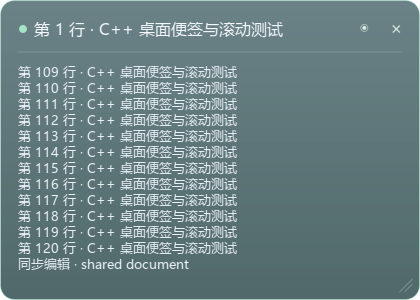 第 1 行 · C++ 桌面便签与滚动测试
第 109 行 · C++ 桌面便签与滚动测试
第 110 行 · C++ 桌面便签与滚动测试
第 111 行 · C++ 桌面便签与滚动测试
第 112 行 · C++ 桌面便签与滚动测试
第 113 行 · C++ 桌面便签与滚动测试
第 114 行 · C++ 桌面便签与滚动测试
第 115 行 · C++ 桌面便签与滚动测试
第 116 行 · C++ 桌面便签与滚动测试
第 117 行 · C++ 桌面便签与滚动测试
第 118 行 · C++ 桌面便签与滚动测试
第 119 行 · C++ 桌面便签与滚动测试
第 120 行 · C++ 桌面便签与滚动测试
同步编辑 · shared document